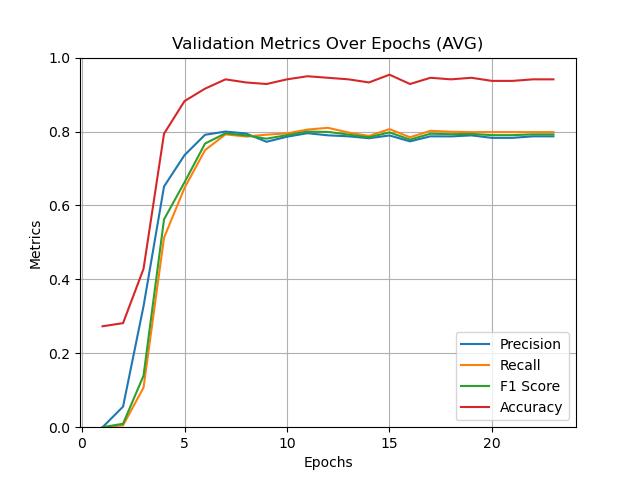 Validation Metrics Over Epochs (AVG)
1.0
0.8
0.6
0.4
0.2
0.0
Metrics
0 5 10 15 20
Epochs
Precision
Recall
F1 Score
Accuracy